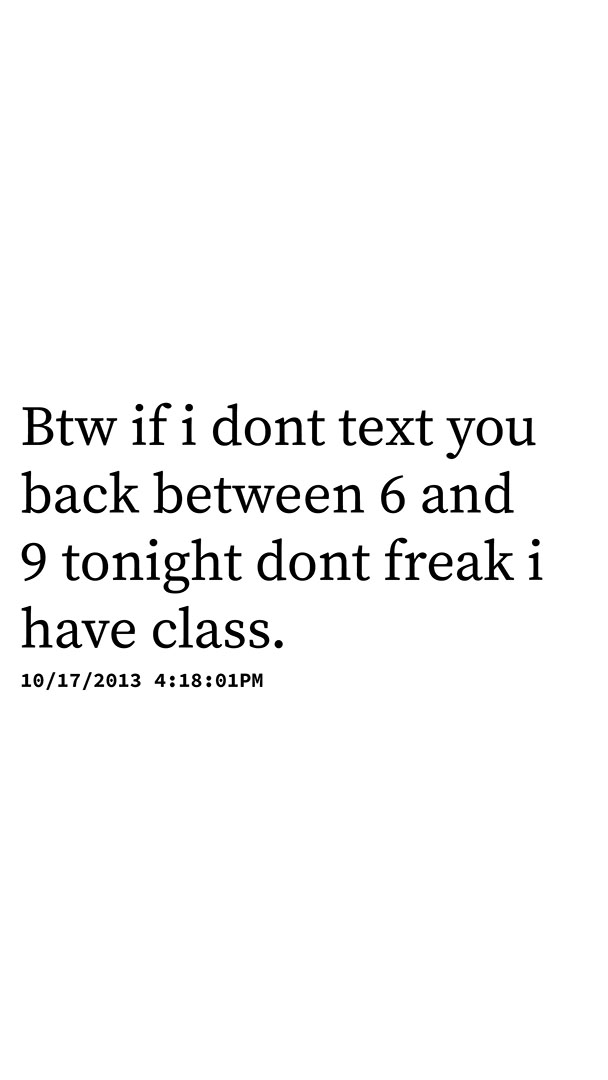 Btw if i dont text you
back between 6 and
9 tonight dont freak i
have class.
10/17/2013 4:18:01PM